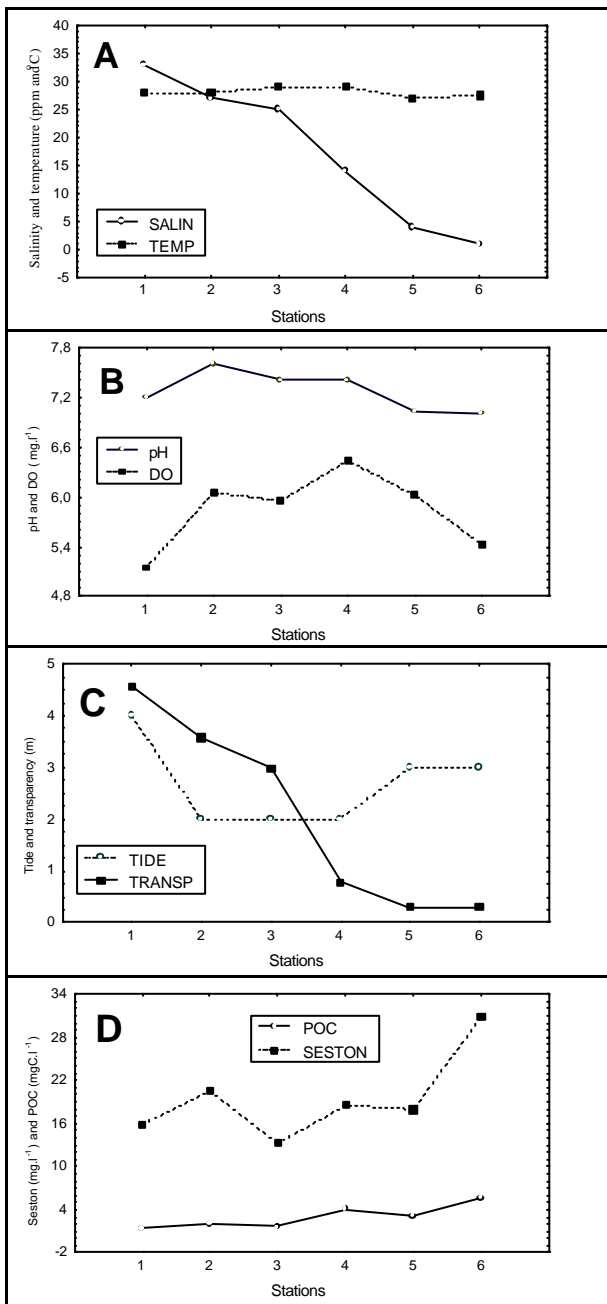 A
Salinity and temperature (ppm and°C)
40
35
30
25
20
15
10
5
0
-5
SALIN
TEMP
1 2 3 4 5 6
Stations
B
pH and DO ( mg.l-1)
7,8
7,2
6,6
6,0
5,4
4,8
pH
DO
1 2 3 4 5 6
Stations
C
Tide and transparency (m)
5
4
3
2
1
0
TIDE
TRANSP
1 2 3 4 5 6
Stations
D
Seston (mg.l-1) and POC (mgC.l-1)
34
28
22
16
10
4
-2
POC
SESTON
1 2 3 4 5 6
Stations